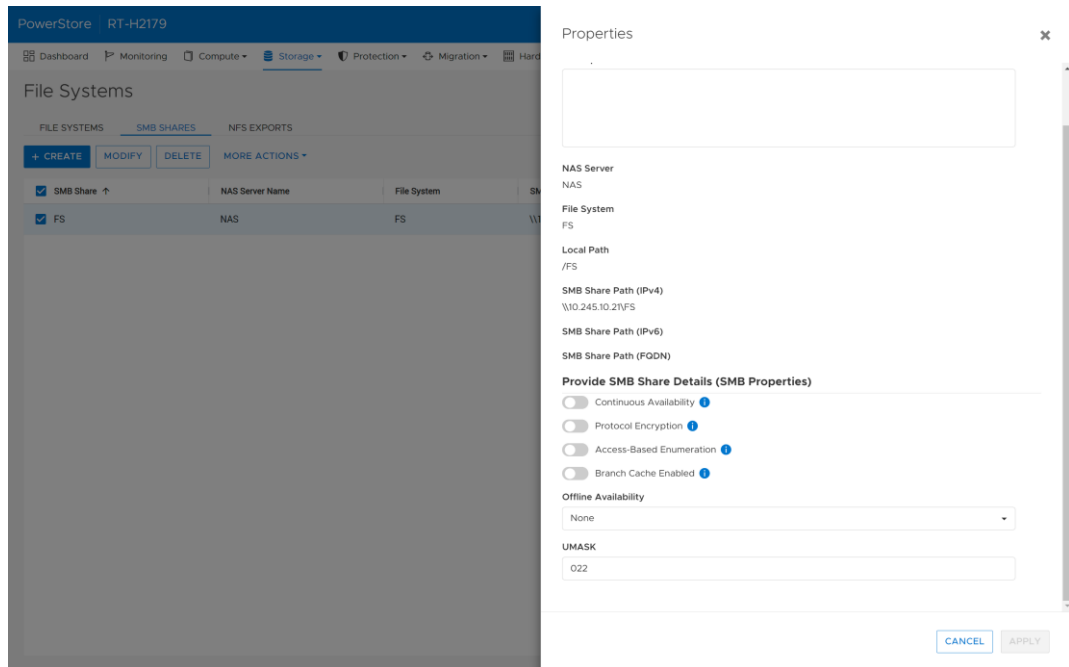 PowerStore RT-H2179
Dashboard Monitoring Compute Storage Protection Migration Hard
File Systems
FILE SYSTEMS SMB SHARES NFS EXPORTS
+ CREATE MODIFY DELETE MORE ACTIONS
SMB Share ↑ NAS Server Name File System SM
FS NAS FS \\1
Properties
NAS Server
NAS
File System
FS
Local Path
/FS
SMB Share Path (IPv4)
\\10.245.10.21\FS
SMB Share Path (IPv6)
SMB Share Path (FQDN)
Provide SMB Share Details (SMB Properties)
Continuous Availability
Protocol Encryption
Access-Based Enumeration
Branch Cache Enabled
Offline Availability
None
UMASK
022
CANCEL APPLY